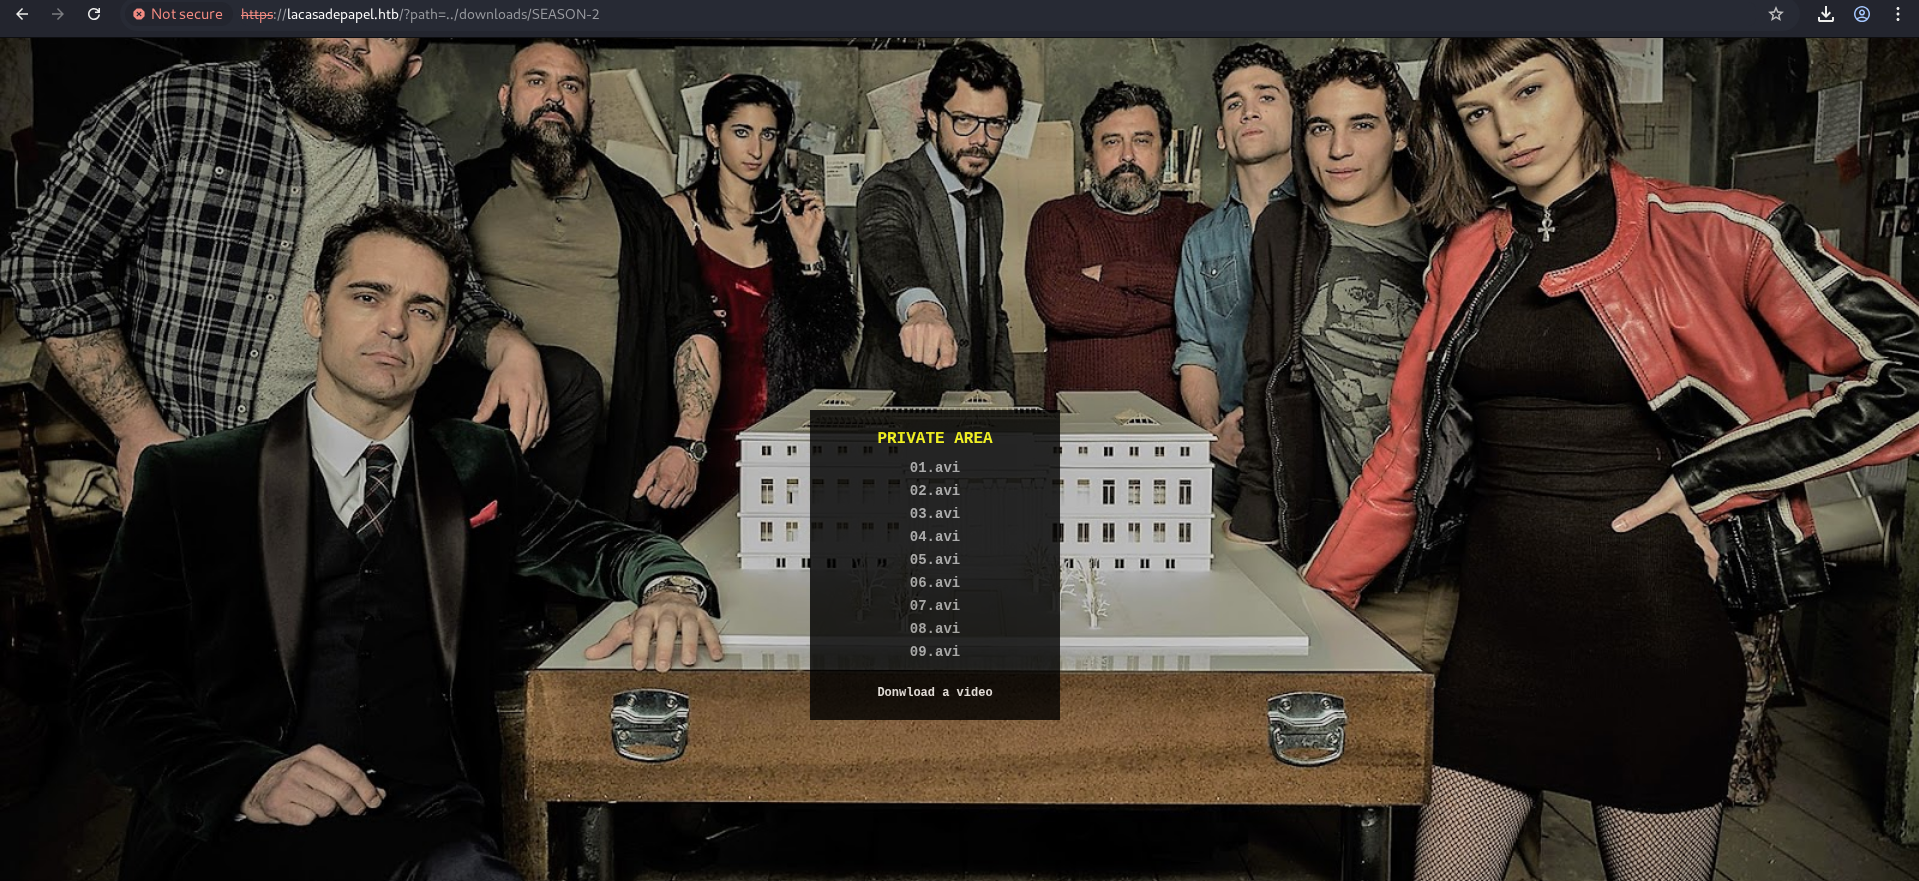 Not secure https://lacasadepapel.htb/?path=../downloads/SEASON-2
PRIVATE AREA
01.avi
02.avi
03.avi
04.avi
05.avi
06.avi
07.avi
08.avi
09.avi
Donwload a video